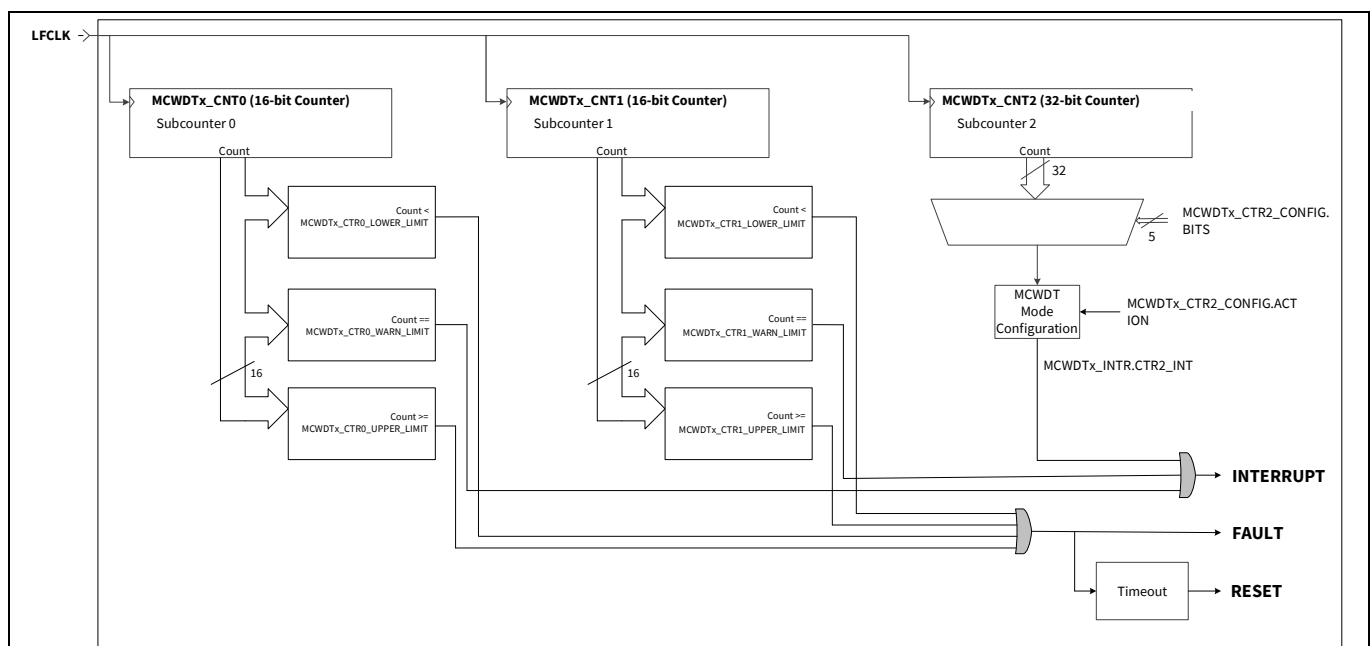 LFCLK
MCWDTx_CNT0 (16-bit Counter)
Subcounter 0
Count
MCWDTx_CNT1 (16-bit Counter)
Subcounter 1
Count
MCWDTx_CNT2 (32-bit Counter)
Subcounter 2
Count
32
Count <
MCWDTx_CTR0_LOWER_LIMIT
Count <
MCWDTx_CTR1_LOWER_LIMIT
MCWDTx_CTR2_CONFIG.
BITS
5
Count ==
MCWDTx_CTR0_WARN_LIMIT
Count ==
MCWDTx_CTR1_WARN_LIMIT
MCWDT
Mode
Configuration
MCWDTx_CTR2_CONFIG.ACT
ION
MCWDTx_INTR.CTR2_INT
16
16
Count >=
MCWDTx_CTR0_UPPER_LIMIT
Count >=
MCWDTx_CTR1_UPPER_LIMIT
INTERRUPT
FAULT
Timeout
RESET